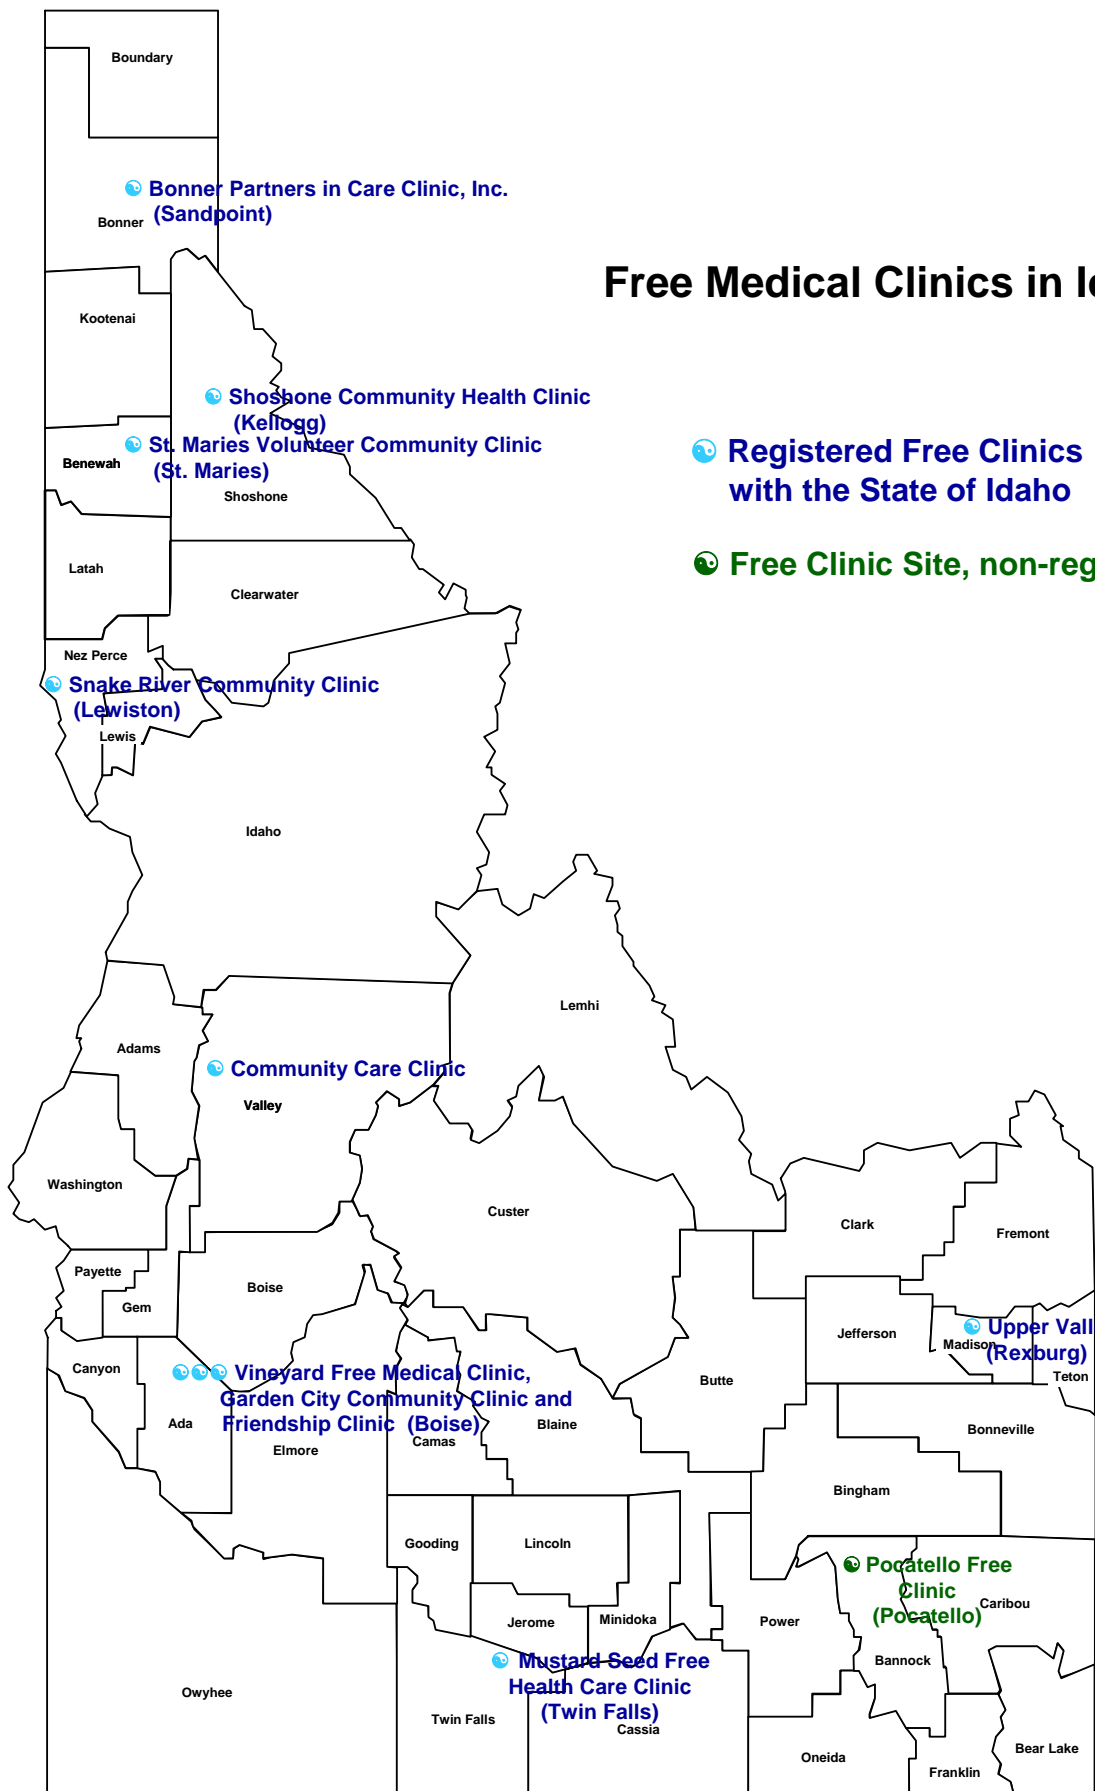 Boundary
Bonner Partners in Care Clinic, Inc.
(Sandpoint)
Bonner
Free Medical Clinics in
Kootenai
Shoshone Community Health Clinic
(Kellogg)
St. Maries Volunteer Community Clinic
(St. Maries)
Benewah
Shoshone
Registered Free Clinics
with the State of Idaho
Free Clinic Site, non-reg
Latah
Clearwater
Nez Perce
Snake River Community Clinic
(Lewiston)
Lewis
Idaho
Lemhi
Adams
Community Care Clinic
Valley
Washington
Custer
Clark
Fremont
Payette
Boise
Gem
Jefferson
Madison
Upper Vall
(Rexburg)
Teton
Canyon
Vineyard Free Medical Clinic,
Garden City Community Clinic and
Friendship Clinic (Boise)
Ada
Elmore
Camas
Blaine
Butte
Bonneville
Bingham
Gooding
Lincoln
Pocatello Free
Clinic
(Pocatello)
Caribou
Jerome
Minidoka
Power
Bannock
Mustard Seed Free
Health Care Clinic
(Twin Falls)
Owyhee
Twin Falls
Cassia
Oneida
Franklin
Bear Lake